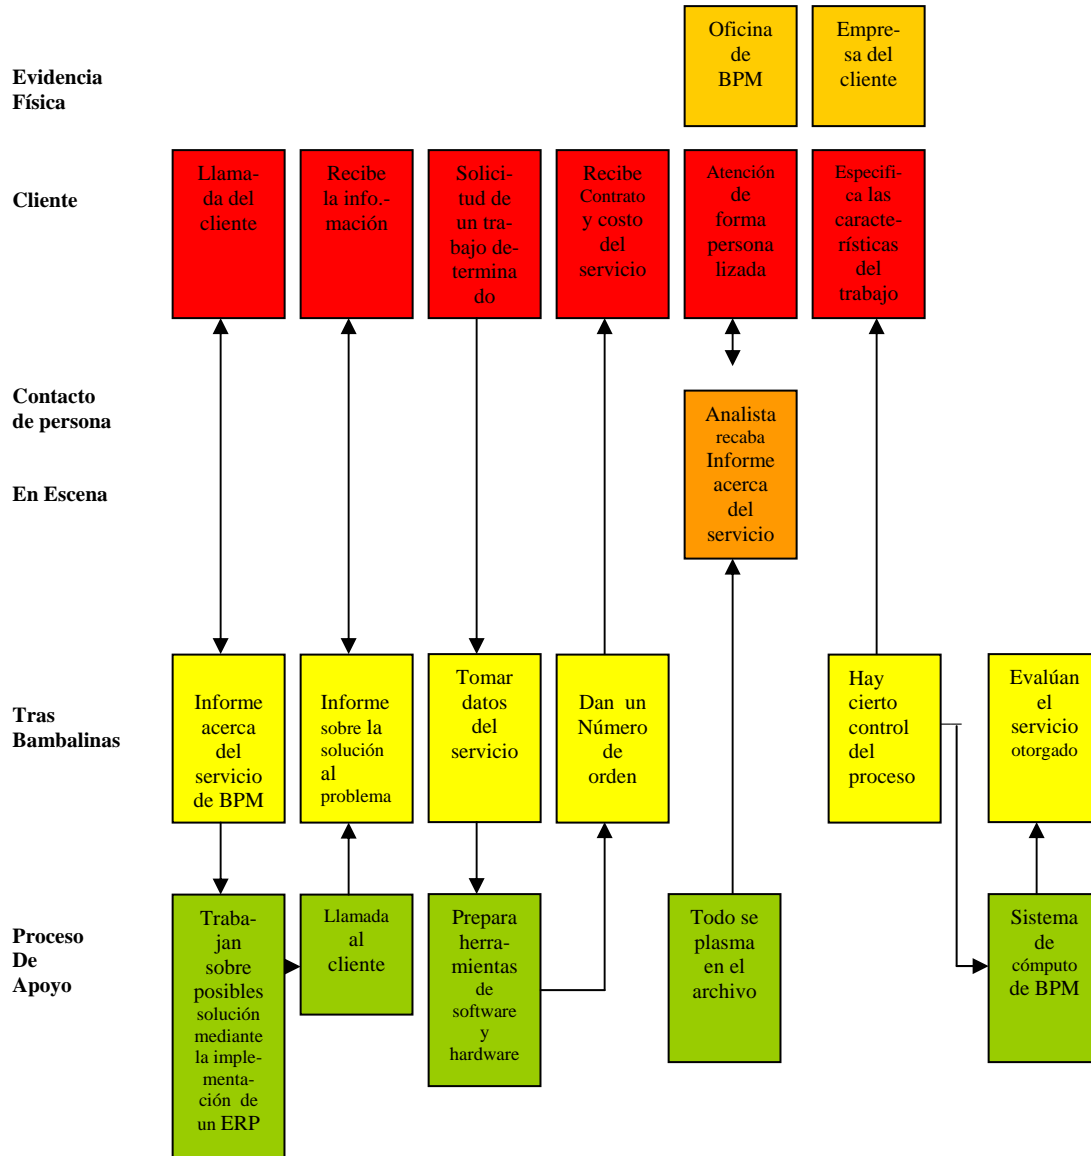 Oficina
de
BPM
Empre-
sa del
cliente
Evidencia
Física
Cliente
Llama-
da del
cliente
Recibe
la info.-
mación
Solici-
tud de
un tra-
bajo de-
termina
do
Recibe
Contrato
y costo
del
servicio
Atención
de
forma
persona
lizada
Especifi-
ca las
caracte-
rísticas
del
trabajo
Contacto
de persona
En Escena
Analista
recaba
Informe
acerca
del
servicio
Tras
Bambalinas
Informe
acerca
del
servicio
de BPM
Informe
sobre la
solución
al
problema
Tomar
datos
del
servicio
Dan un
Número
de
orden
Hay
cierto
control
del
proceso
Evalúan
el
servicio
otorgado
Proceso
De
Apoyo
Traba-
jan
sobre
posibles
solución
mediante
la imple-
menta-
ción de
un ERP
Llamada
al
cliente
Prepara
herra-
mientas
de
software
y
hardware
Todo se
plasma
en el
archivo
Sistema
de
cómputo
de BPM